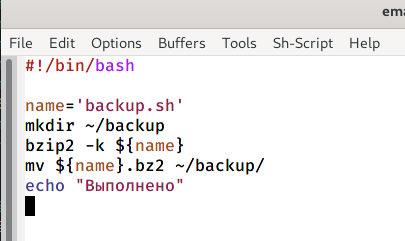 ema
File Edit Options Buffers Tools Sh-Script Help
#!/bin/bash
name='backup.sh'
mkdir ~/backup
bzip2 -k ${name}
mv ${name}.bz2 ~/backup/
echo "Выполнено"